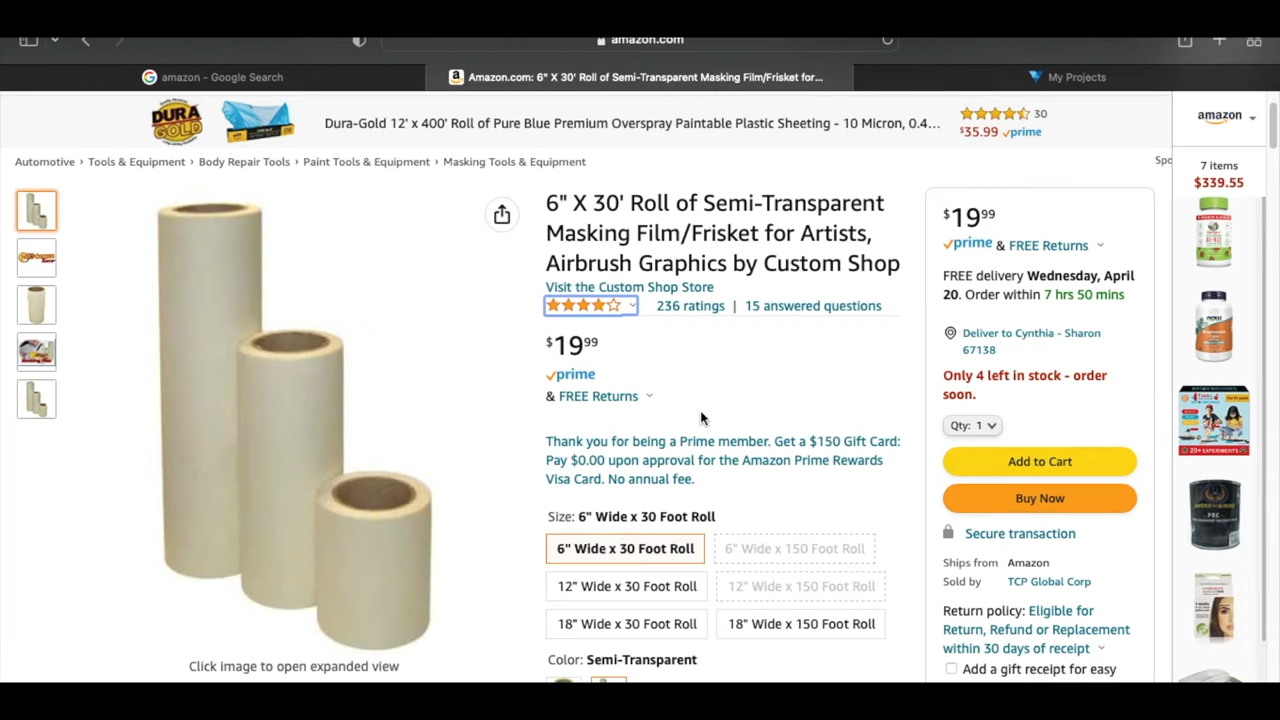 amazon.com
amazon - Google Search
Amazon.com: 6" X 30' Roll of Semi-Transparent Masking Film/Frisket for...
My Projects
DURA
GOLD
Dura-Gold 12' x 400' Roll of Pure Blue Premium Overspray Paintable Plastic Sheeting - 10 Micron, 0.4...
30
$35.99 prime
amazon
Automotive › Tools & Equipment › Body Repair Tools › Paint Tools & Equipment › Masking Tools & Equipment
Spo
7 items
$339.55
6" X 30' Roll of Semi-Transparent
Masking Film/Frisket for Artists,
Airbrush Graphics by Custom Shop
Visit the Custom Shop Store
236 ratings | 15 answered questions
$19.99
prime
& FREE Returns
Thank you for being a Prime member. Get a $150 Gift Card:
Pay $0.00 upon approval for the Amazon Prime Rewards
Visa Card. No annual fee.
Size: 6" Wide x 30 Foot Roll
6" Wide x 30 Foot Roll
6" Wide x 150 Foot Roll
12" Wide x 30 Foot Roll
12" Wide x 150 Foot Roll
18" Wide x 30 Foot Roll
18" Wide x 150 Foot Roll
Color: Semi-Transparent
Click image to open expanded view
$19.99
prime & FREE Returns
FREE delivery Wednesday, April
20. Order within 7 hrs 50 mins
Deliver to Cynthia - Sharon
67138
Only 4 left in stock - order
soon.
Qty: 1
Add to Cart
Buy Now
Secure transaction
Ships from Amazon
Sold by TCP Global Corp
Return policy: Eligible for
Return, Refund or Replacement
within 30 days of receipt
Add a gift receipt for easy